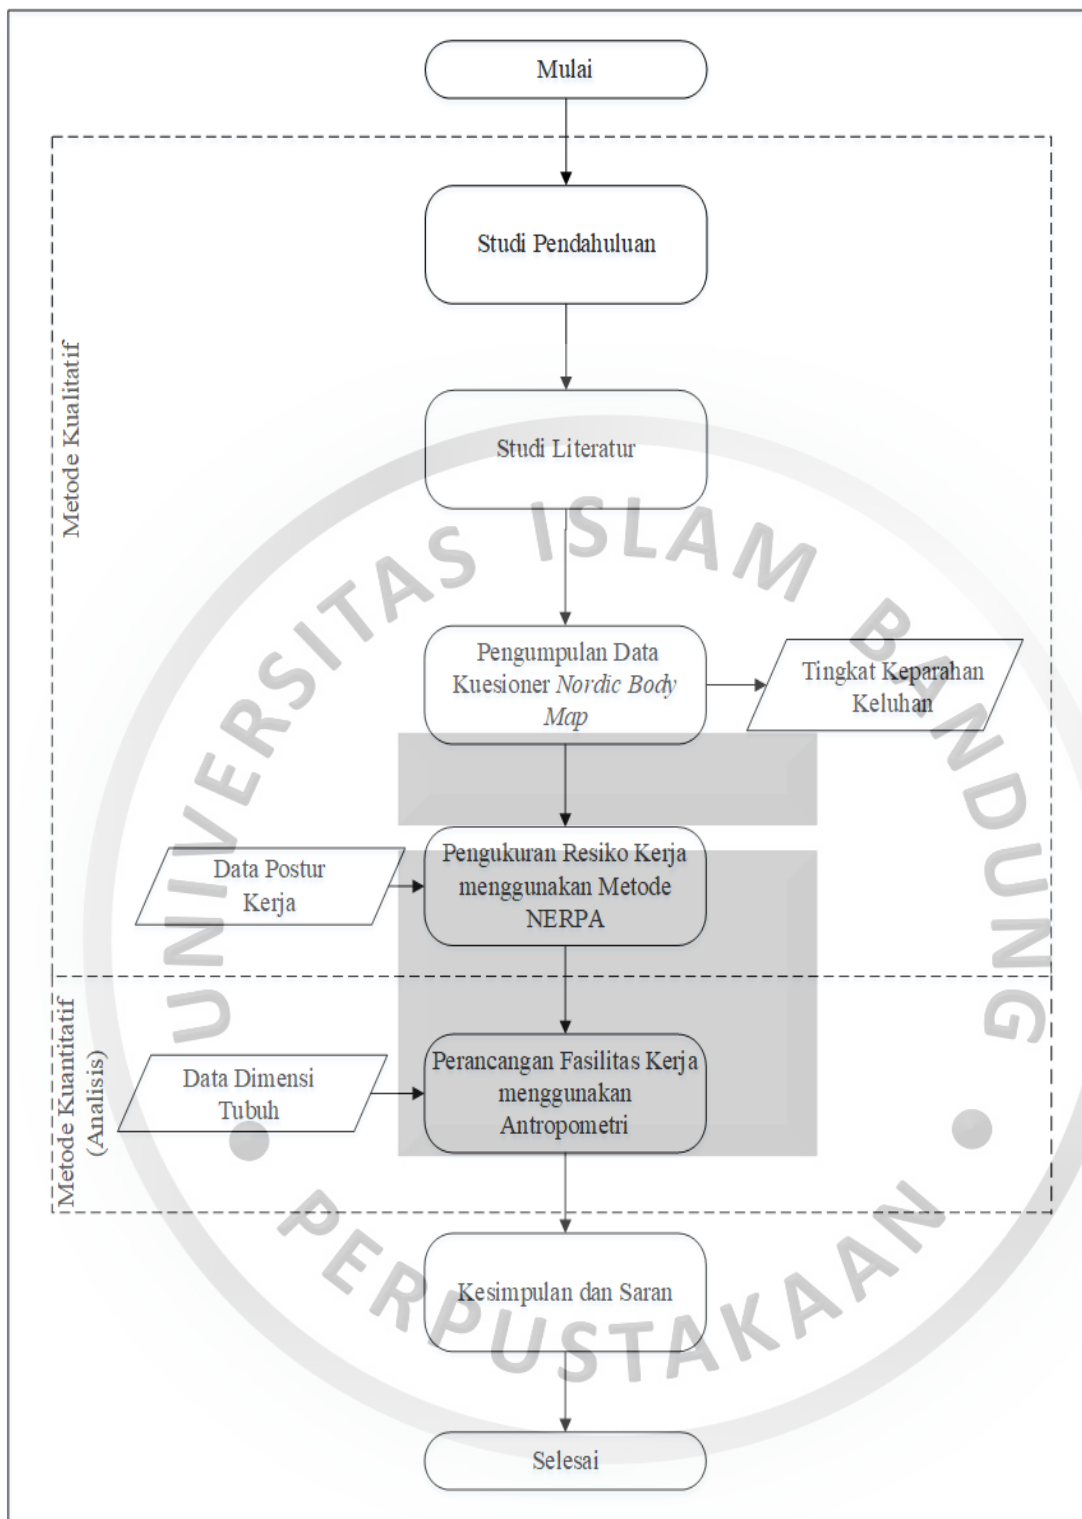 Mulai
Metode Kualitatif
Studi Pendahuluan
Studi Literatur
Pengumpulan Data
Kuesioner Nordic Body
Map
Tingkat Keparahan
Keluhan
Data Postur
Kerja
Pengukuran Resiko Kerja
menggunakan Metode
NERPA
Metode Kuantitatif
(Analisis)
Data Dimensi
Tubuh
Perancangan Fasilitas Kerja
menggunakan
Antropometri
Kesimpulan dan Saran
Selesai
UNIVERSITAS ISLAM BANDUNG
PERPUSTAKAAN